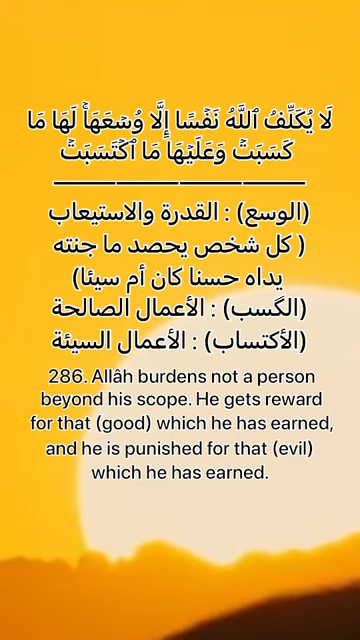 لَا يُكَلِّفُ ٱللَّهُ نَفۡسًا إِلَّا وُسۡعَهَاۚ لَهَا مَا
كَسَبَتۡ وَعَلَيۡهَا مَا ٱكۡتَسَبَتۡ
(الوسع) : القدرة والاستيعاب
( كل شخص يحصد ما جنته
يداه حسنا كان أم سيئا)
(الگسب) : الأعمال الصالحة
(الأكتساب) : الأعمال السيئة
286. Allâh burdens not a person
beyond his scope. He gets reward
for that (good) which he has earned,
and he is punished for that (evil)
which he has earned.